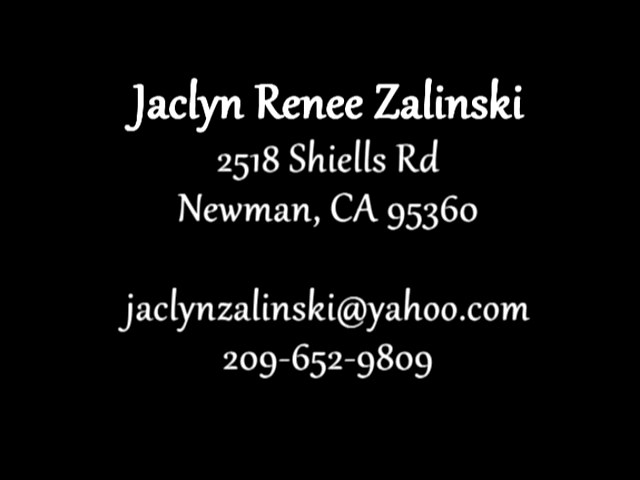 Jaclyn Renee Zalinski
2518 Shiells Rd
Newman, CA 95360
jaclynzalinski@yahoo.com
209-652-9809